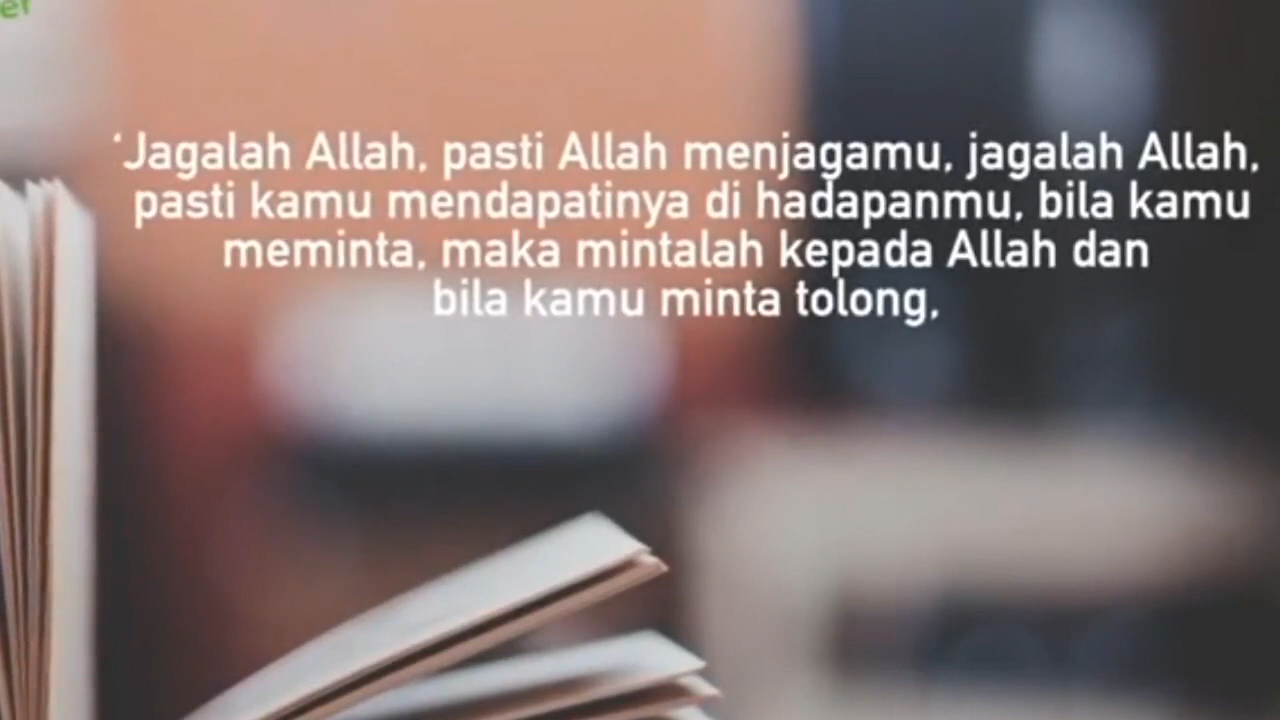 er
‘Jagalah Allah, pasti Allah menjagamu, jagalah Allah,
pasti kamu mendapatinya di hadapanmu, bila kamu
meminta, maka mintalah kepada Allah dan
bila kamu minta tolong,